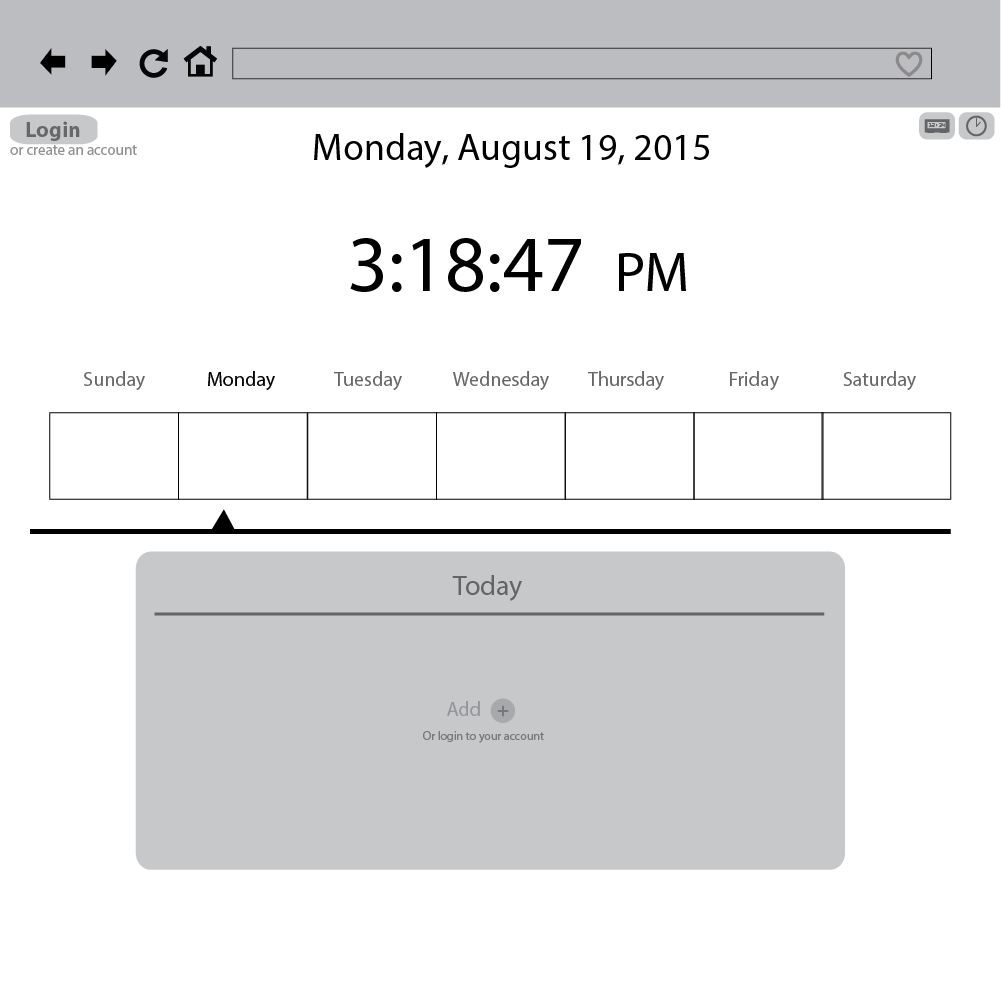 Login
or create an account
Monday, August 19, 2015
3:18:47 PM
Sunday Monday Tuesday Wednesday Thursday Friday Saturday
Today
Add +
Or login to your account